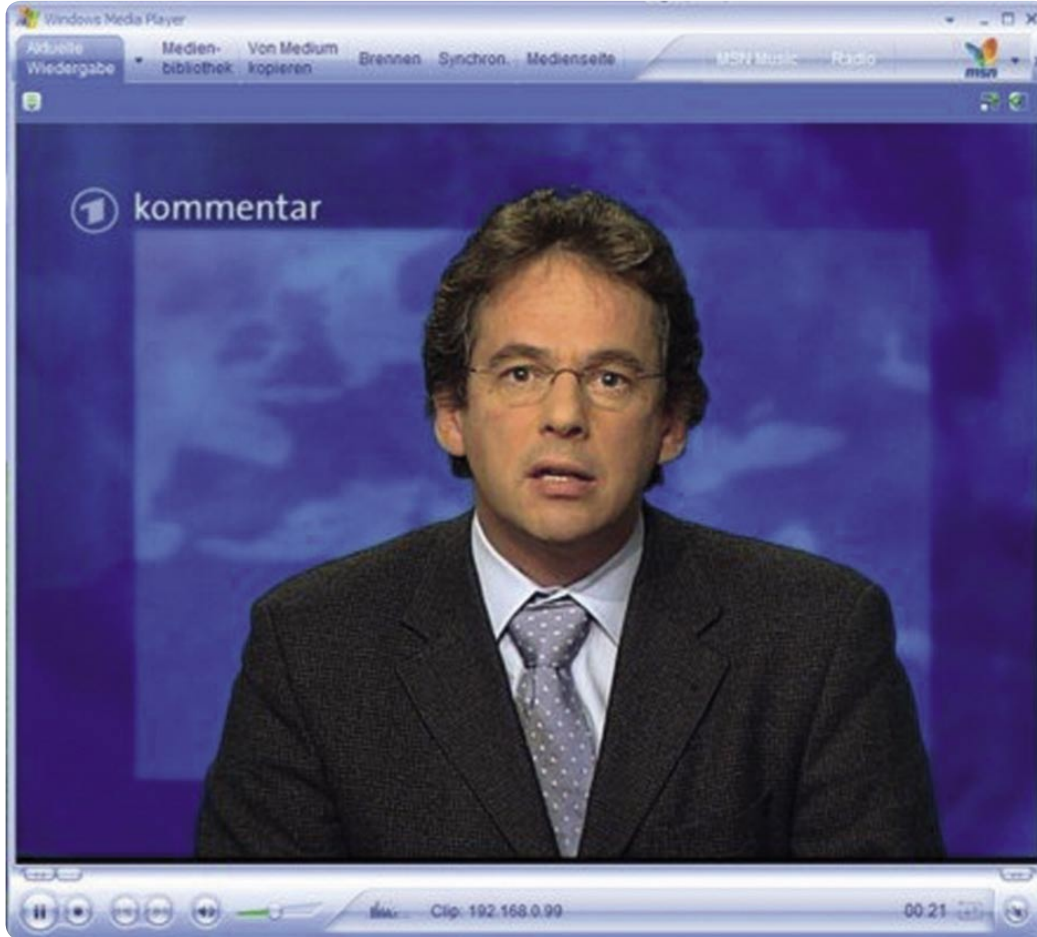 Windows Media Player
Aktuelle
Wiedergabe
Medien-
bibliothek
Von Medium
kopieren
Brennen
Synchron.
Medienseite
MSN Music
Radio
msn
kommentar
Clip: 192.168.0.99
00:21